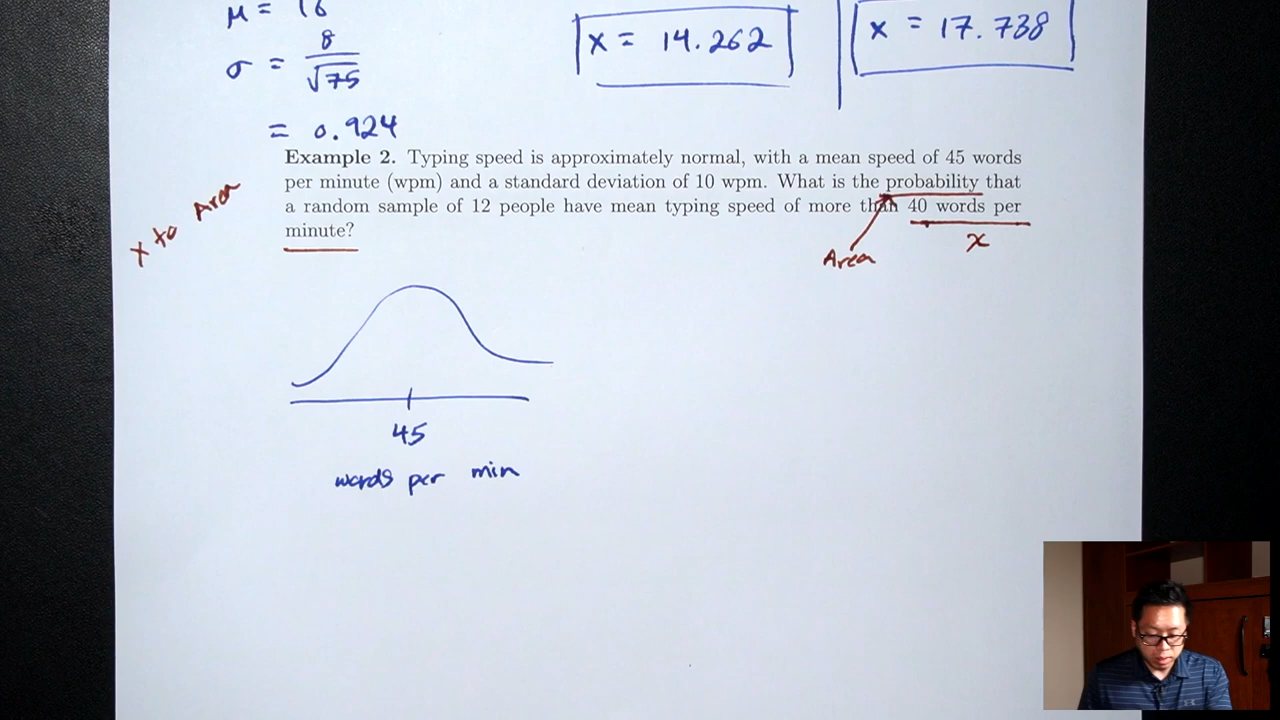 μ = 16
σ = 8/√75
= 0.924
x = 14.262
x = 17.738
Example 2. Typing speed is approximately normal, with a mean speed of 45 words
per minute (wpm) and a standard deviation of 10 wpm. What is the probability that
a random sample of 12 people have mean typing speed of more than 40 words per
minute?
x to Area
Area
x
45
words per min